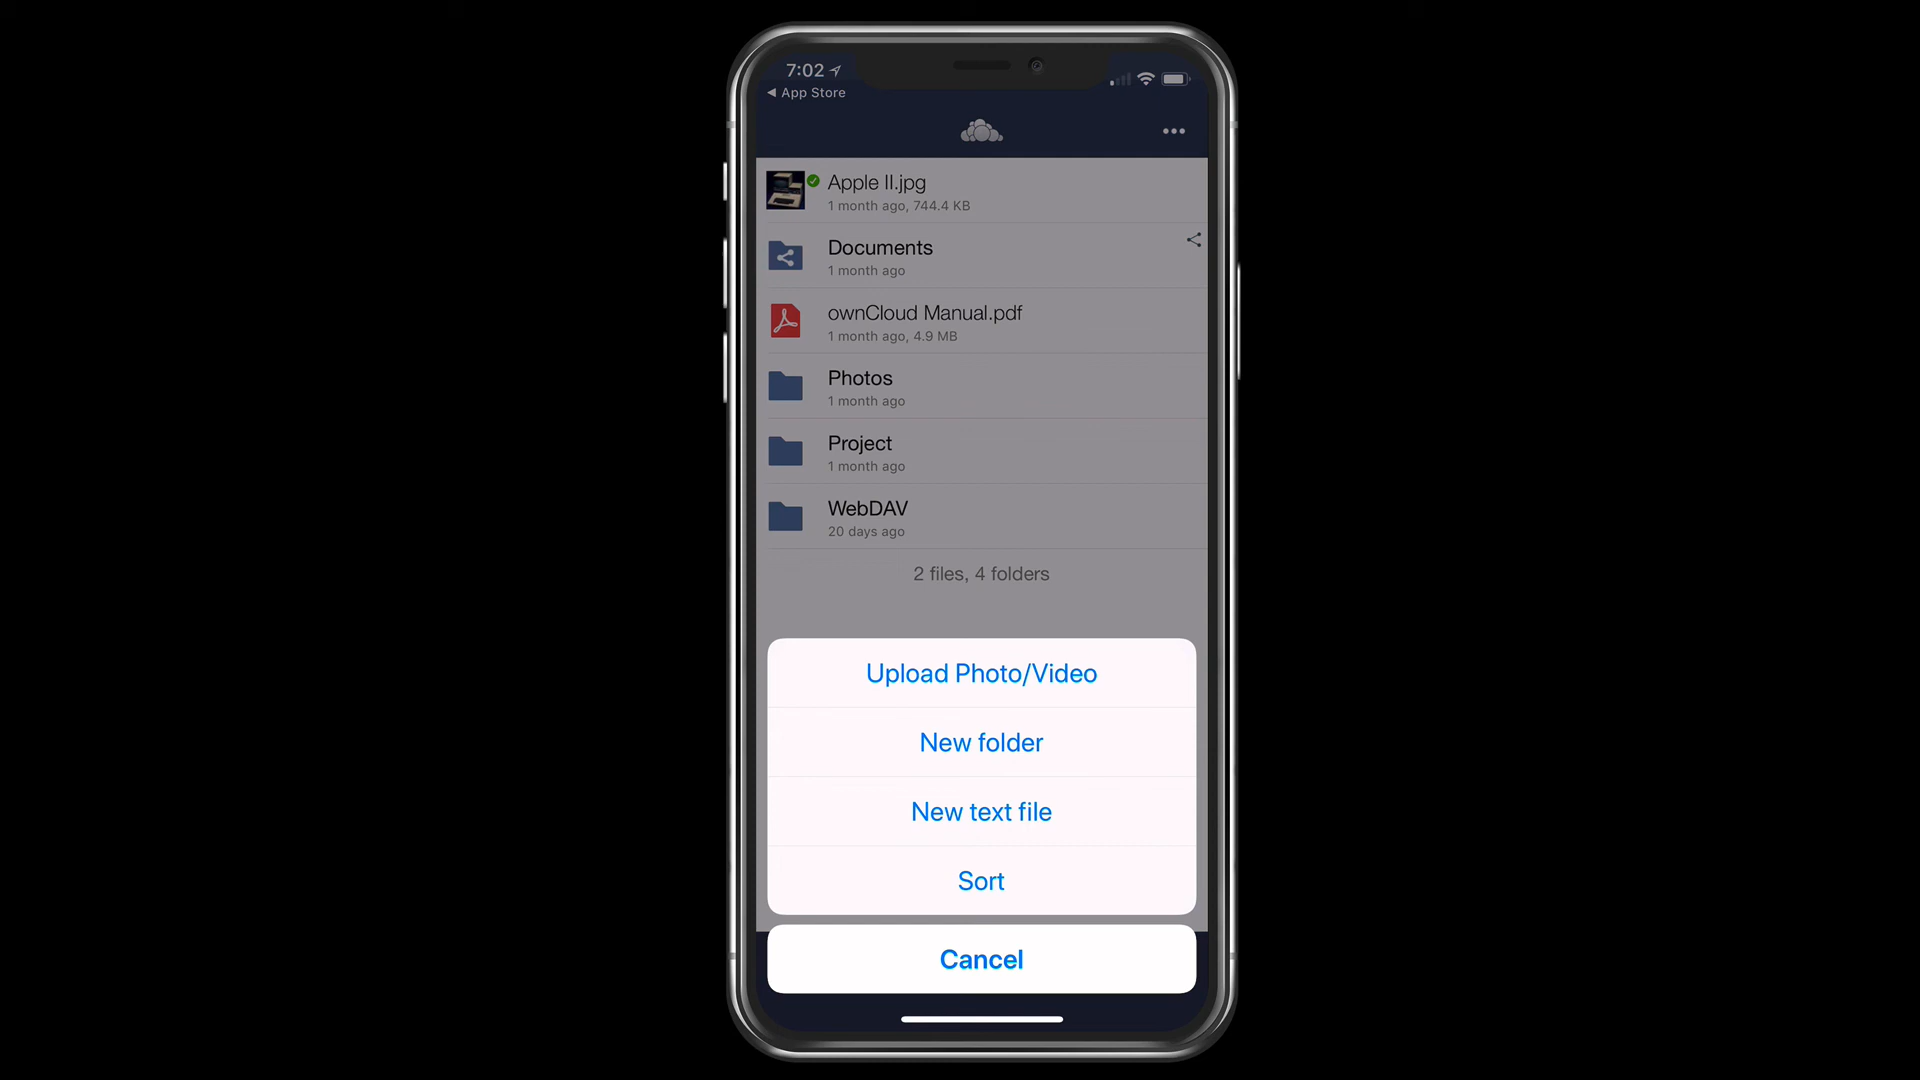 7:02
App Store
Apple II.jpg
1 month ago, 744.4 KB
Documents
1 month ago
ownCloud Manual.pdf
1 month ago, 4.9 MB
Photos
1 month ago
Project
1 month ago
WebDAV
20 days ago
2 files, 4 folders
Upload Photo/Video
New folder
New text file
Sort
Cancel